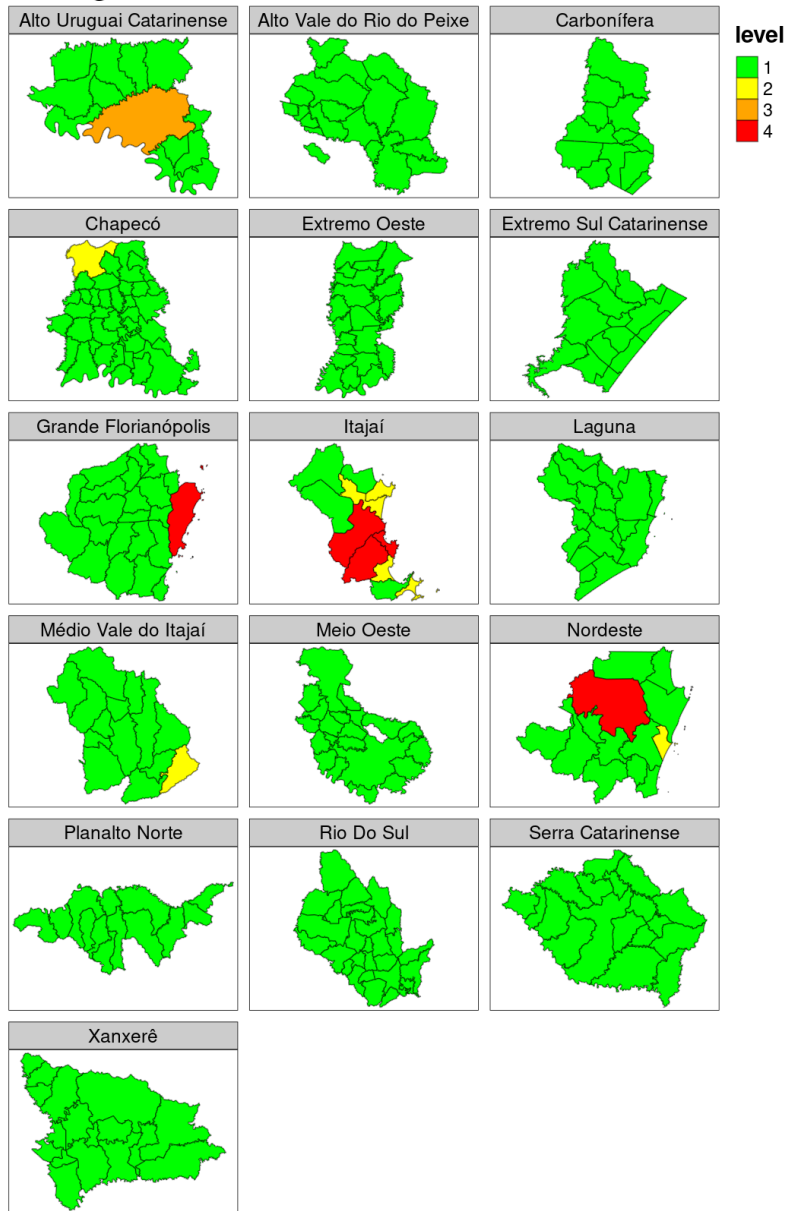 Alto Uruguai Catarinense
Alto Vale do Rio do Peixe
Carbonífera
level
1
2
3
4
Chapecó
Extremo Oeste
Extremo Sul Catarinense
Grande Florianópolis
Itajaí
Laguna
Médio Vale do Itajaí
Meio Oeste
Nordeste
Planalto Norte
Rio Do Sul
Serra Catarinense
Xanxerê